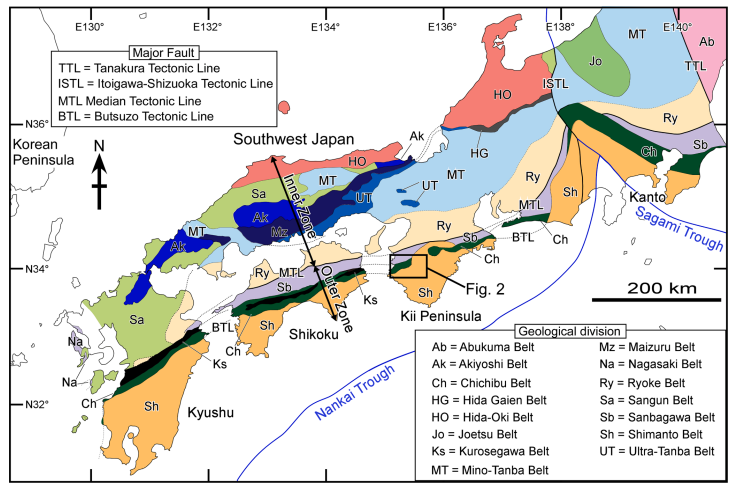 E130° E132° E134° E136° E138° E140°
Major Fault
TTL = Tanakura Tectonic Line
ISTL = Itoigawa-Shizuoka Tectonic Line
MTL Median Tectonic Line
BTL = Butsuzo Tectonic Line
MT
Ab
Jo
TTL
ISTL
HO
N36°
Ry
Korean
Peninsula
N
Southwest Japan
Ak
HG
Sb
Ch
HO
MT
MT
UT
Ry
Sh
Kanto
Sa
Inner Zone
UT
Ak
Mz
MTL
Sagami Trough
MT
Ak
Ry
Sb
BTL
Ch
N34°
Ry
MTL
Ch
Sb
Outer Zone
Ks
Sh
Fig. 2
200 km
Kii Peninsula
Sa
BTL
Sh
Shikoku
Na
Ch
Ks
Na
Nankai Trough
Ch
N32°
Sh
Kyushu
Geological division
Ab = Abukuma Belt
Ak = Akiyoshi Belt
Ch = Chichibu Belt
HG = Hida Gaien Belt
HO = Hida-Oki Belt
Jo = Joetsu Belt
Ks = Kurosegawa Belt
MT = Mino-Tanba Belt
Mz = Maizuru Belt
Na = Nagasaki Belt
Ry = Ryoke Belt
Sa = Sangun Belt
Sb = Sanbagawa Belt
Sh = Shimanto Belt
UT = Ultra-Tanba Belt